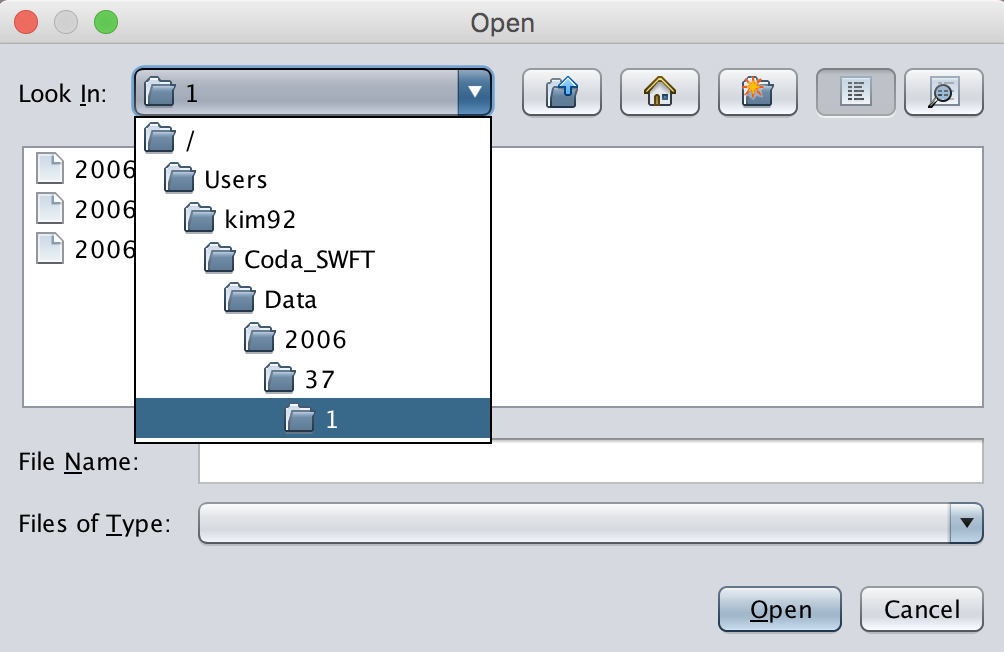 Open
Look In: 1
/
2006 Users
2006 kim92
2006 Coda_SWFT
Data
2006
37
1
File Name:
Files of Type:
Open Cancel